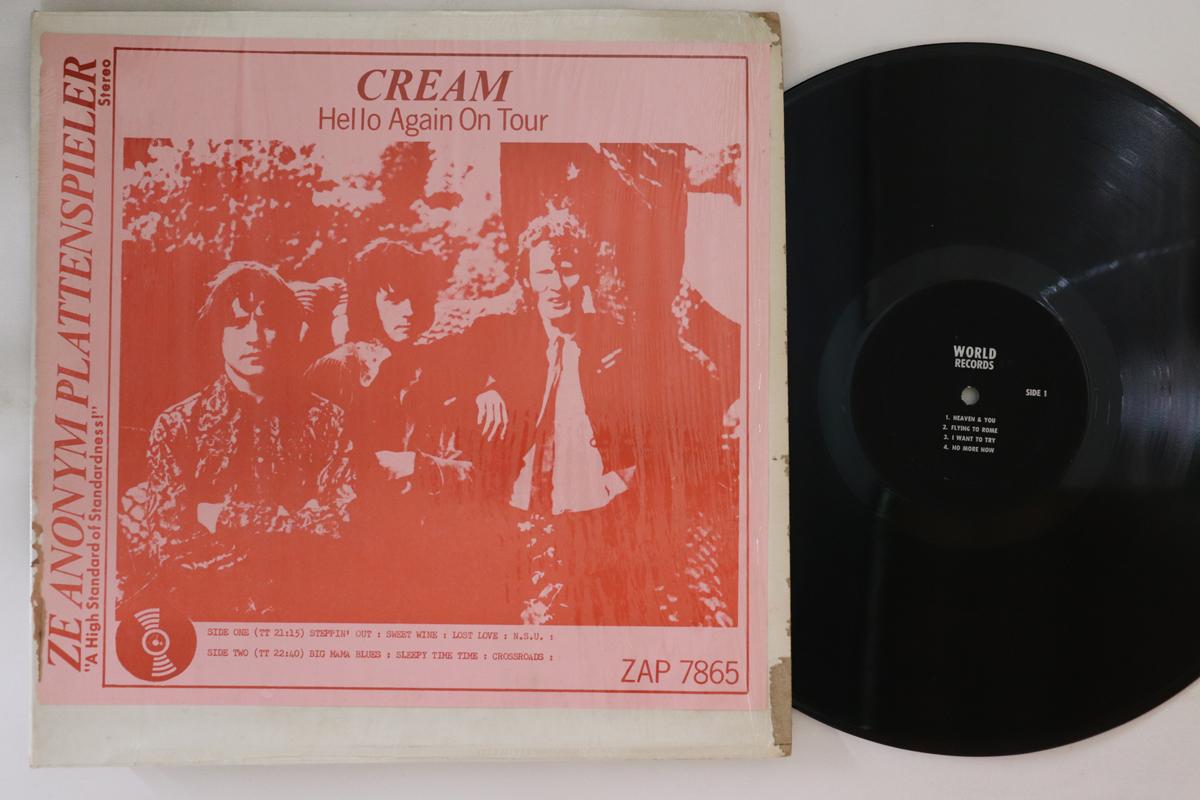 ZE ANONYM PLATTENSPIELER
"A High Standard of Standardness!"
Stereo
CREAM
Hello Again On Tour
SIDE ONE (TT 21:15) STEPPIN' OUT : SWEET WINE : LOST LOVE : N.S.U. :
SIDE TWO (TT 22:40) BIG MAMA BLUES : SLEEPY TIME TIME : CROSSROADS :
ZAP 7865
WORLD
RECORDS
SIDE 1
1. HEAVEN & YOU
2. FLYING TO ROME
3. I WANT TO TRY
4. NO MORE NOW